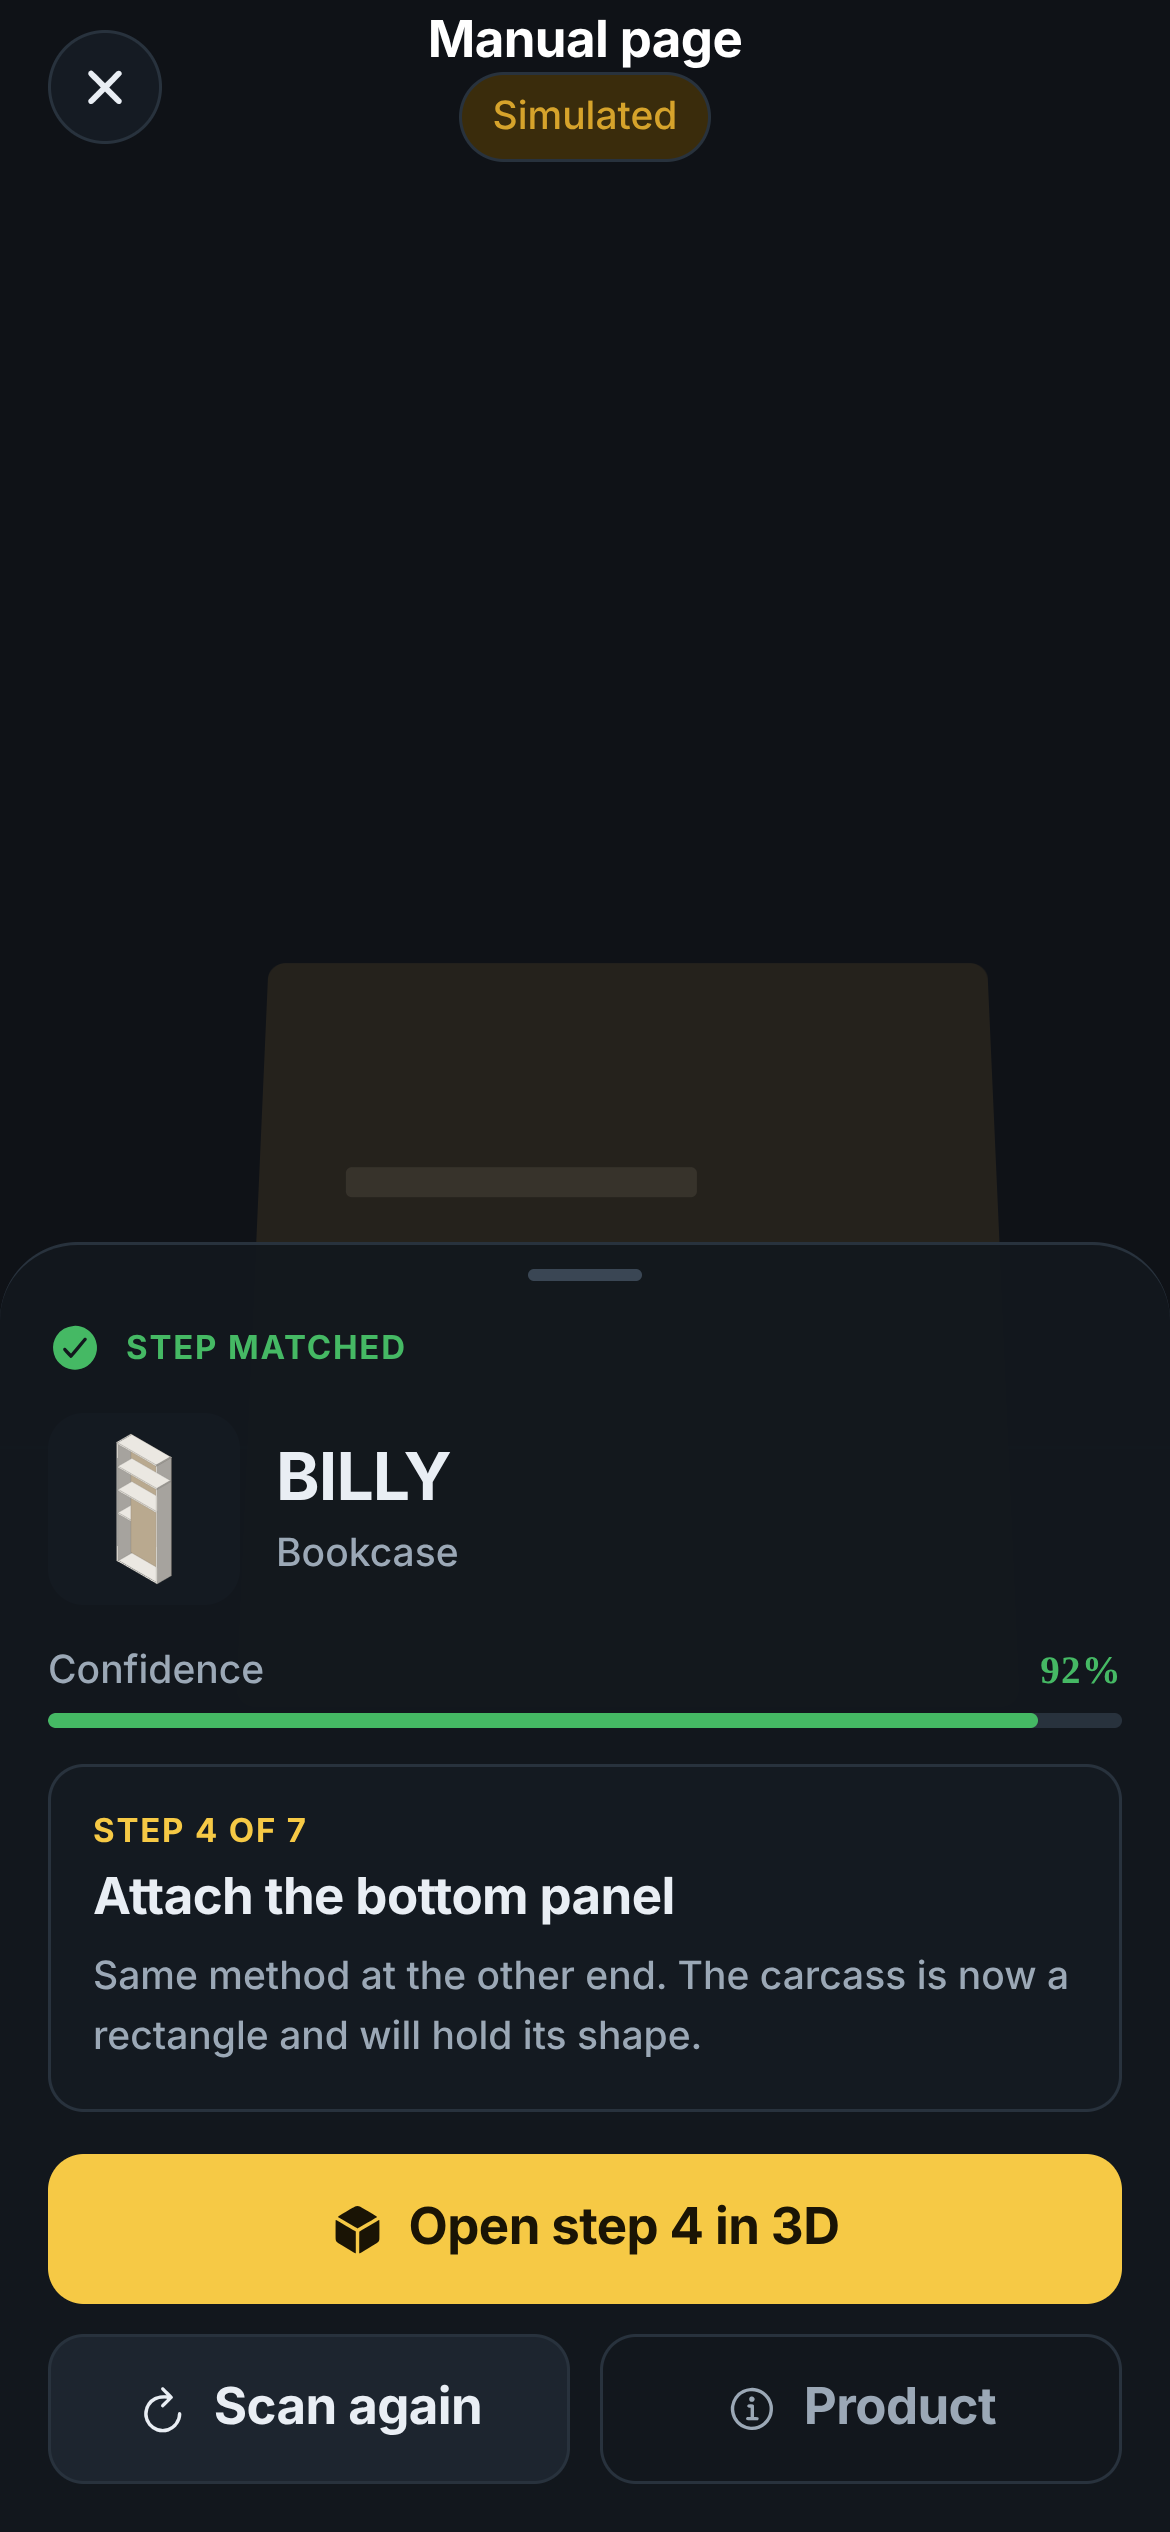 Manual page
Simulated
STEP MATCHED
BILLY
Bookcase
Confidence
92%
STEP 4 OF 7
Attach the bottom panel
Same method at the other end. The carcass is now a
rectangle and will hold its shape.
Open step 4 in 3D
Scan again
Product